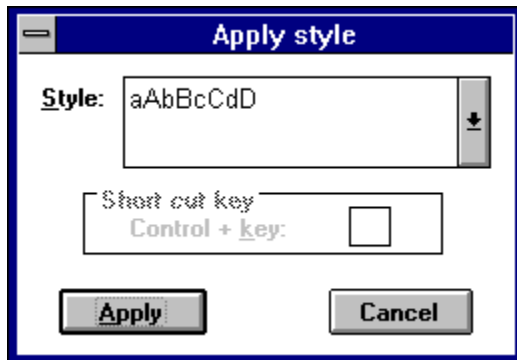 Apply style
Style: aAbBcCdD
Short cut key
Control + key:
Apply Cancel